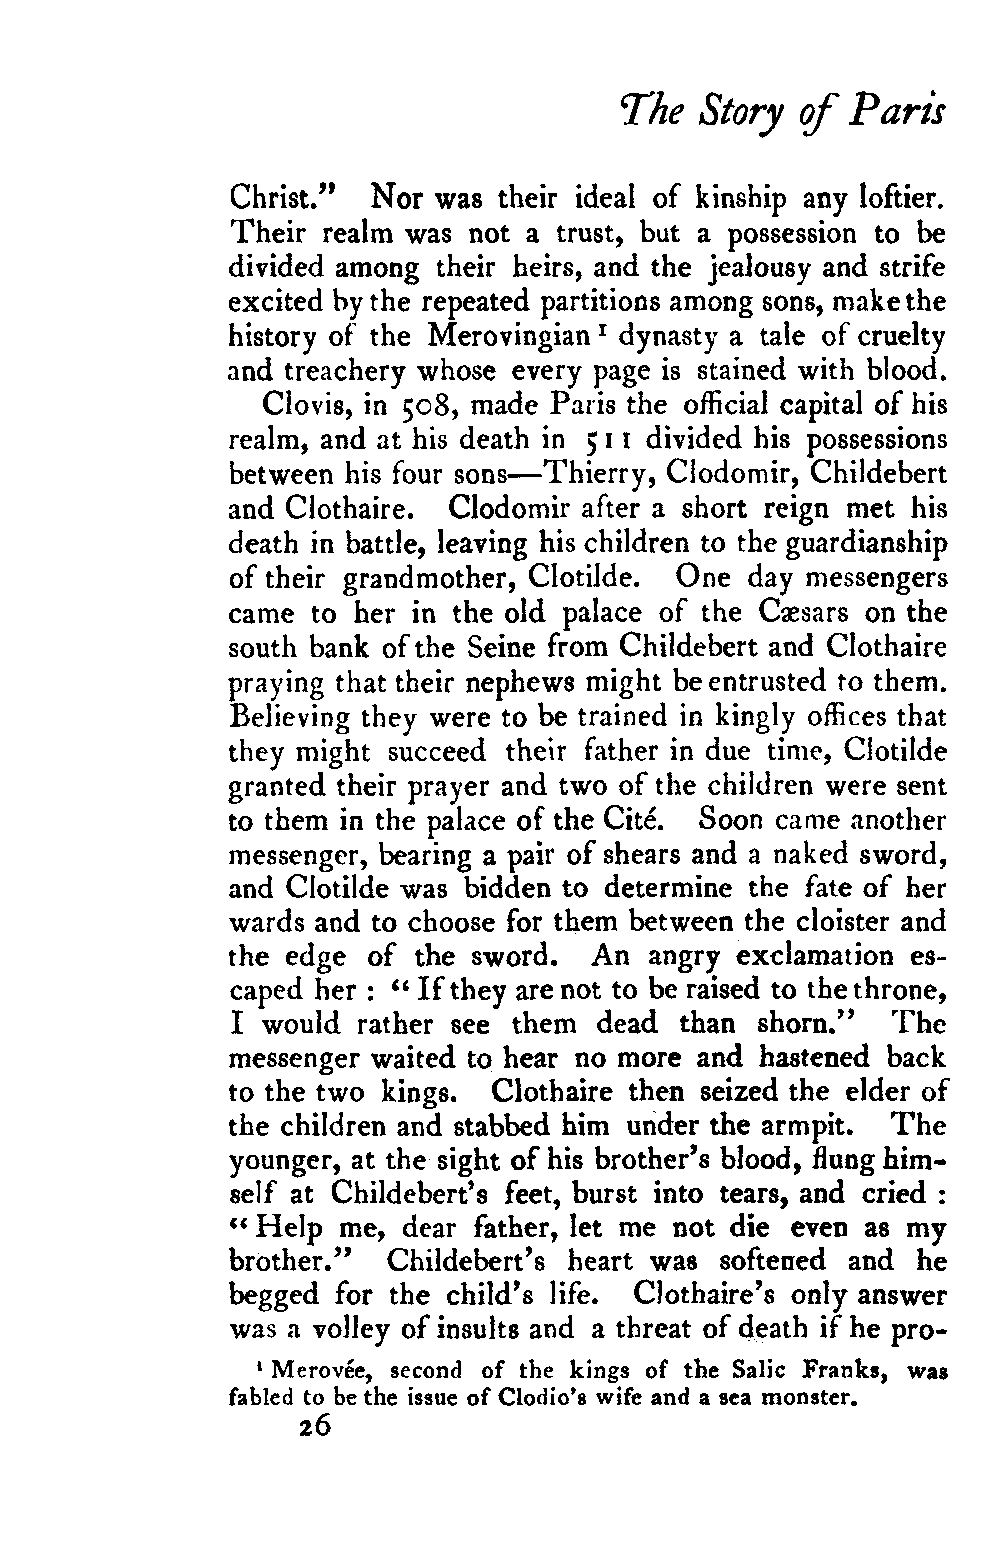 The Story of Paris
Christ." Nor was their ideal of kinship any loftier.
Their realm was not a trust, but a possession to be
divided among their heirs, and the jealousy and strife
excited by the repeated partitions among sons, make the
history of the Merovingian ¹ dynasty a tale of cruelty
and treachery whose every page is stained with blood.
Clovis, in 508, made Paris the official capital of his
realm, and at his death in 511 divided his possessions
between his four sons—Thierry, Clodomir, Childebert
and Clothaire. Clodomir after a short reign met his
death in battle, leaving his children to the guardianship
of their grandmother, Clotilde. One day messengers
came to her in the old palace of the Cæsars on the
south bank of the Seine from Childebert and Clothaire
praying that their nephews might be entrusted to them.
Believing they were to be trained in kingly offices that
they might succeed their father in due time, Clotilde
granted their prayer and two of the children were sent
to them in the palace of the Cité. Soon came another
messenger, bearing a pair of shears and a naked sword,
and Clotilde was bidden to determine the fate of her
wards and to choose for them between the cloister and
the edge of the sword. An angry exclamation es-
caped her : "If they are not to be raised to the throne,
I would rather see them dead than shorn." The
messenger waited to hear no more and hastened back
to the two kings. Clothaire then seized the elder of
the children and stabbed him under the armpit. The
younger, at the sight of his brother's blood, flung him-
self at Childebert's feet, burst into tears, and cried :
"Help me, dear father, let me not die even as my
brother." Childebert's heart was softened and he
begged for the child's life. Clothaire's only answer
was a volley of insults and a threat of death if he pro-
¹ Merovée, second of the kings of the Salic Franks, was
fabled to be the issue of Clodio's wife and a sea monster.
26